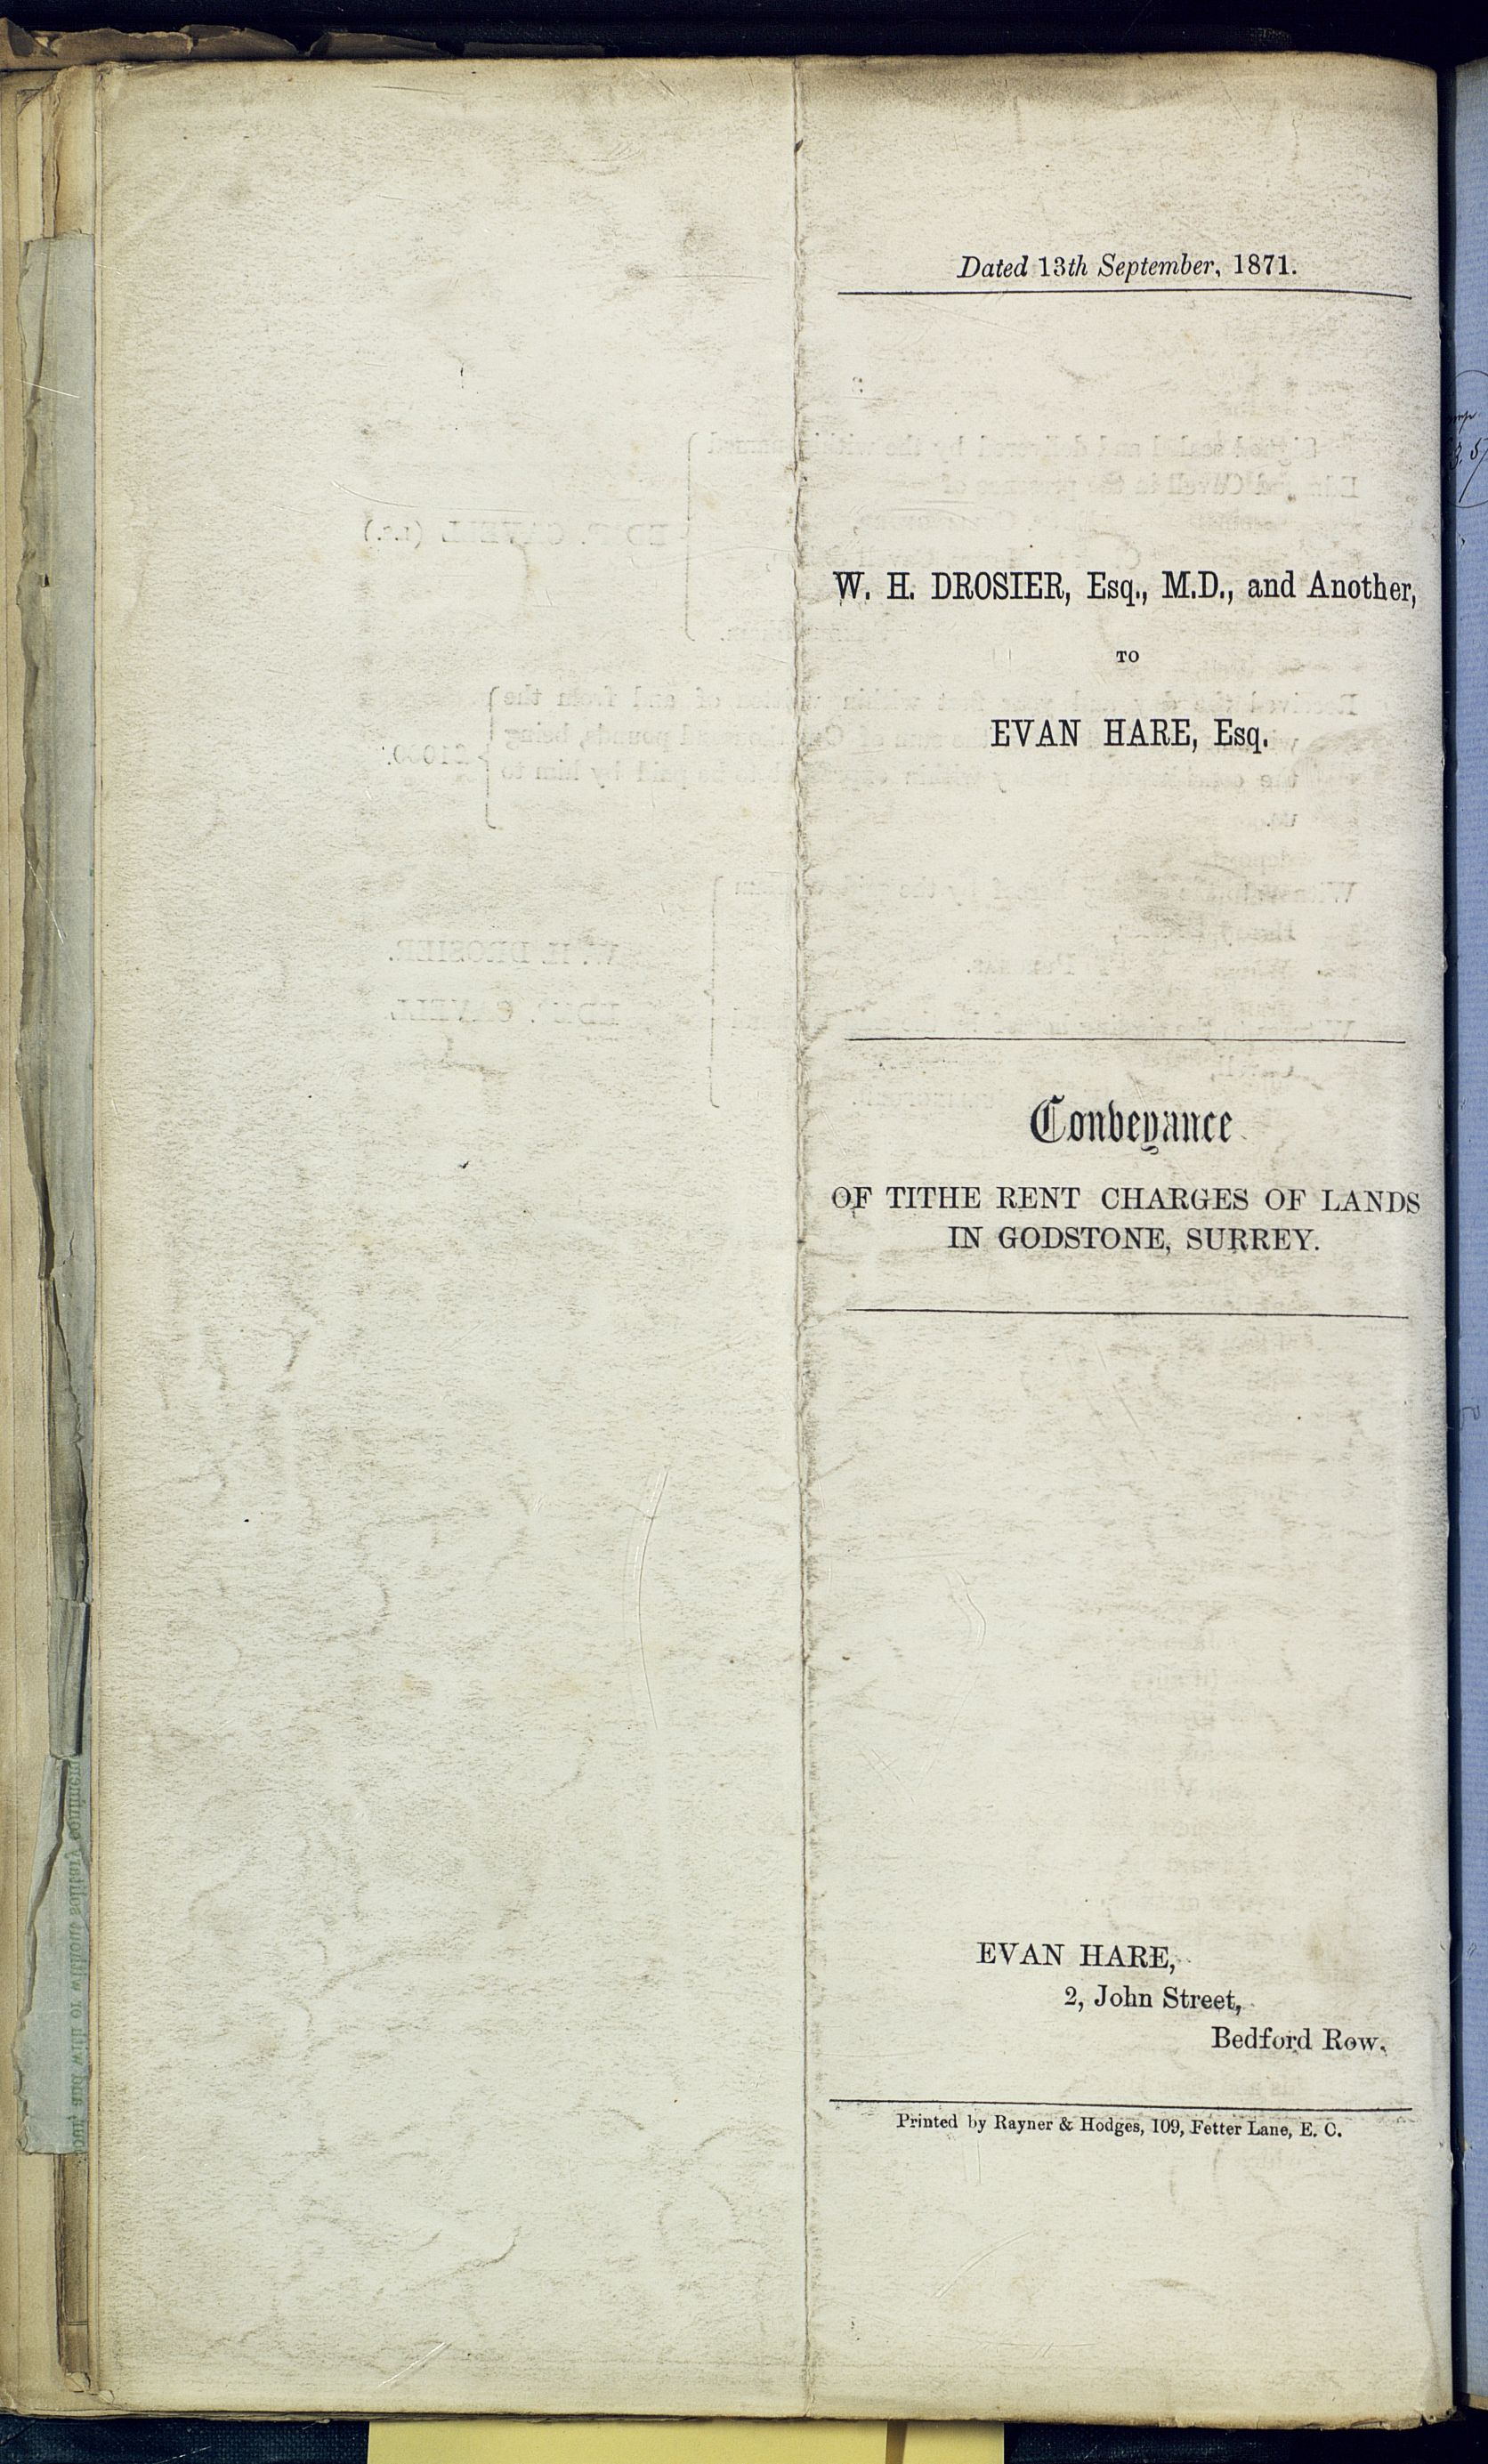 Dated 13th September, 1871.
W. H. DROSIER, Esq., M.D., and Another,
TO
EVAN HARE, Esq.
Conveyance
OF TITHE RENT CHARGES OF LANDS
IN GODSTONE, SURREY.
EVAN HARE,
2, John Street,
Bedford Row.
Printed by Rayner & Hodges, 109, Fetter Lane, E. C.